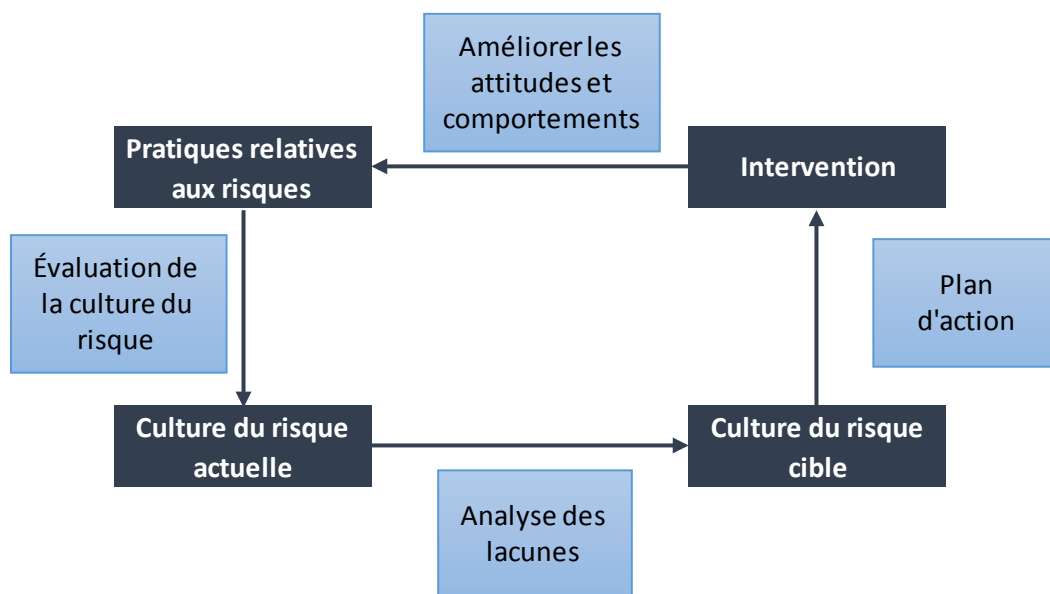 Améliorer les
attitudes et
comportements
Pratiques relatives
aux risques
Intervention
Évaluation de
la culture du
risque
Plan
d'action
Culture du risque
actuelle
Culture du risque
cible
Analyse des
lacunes